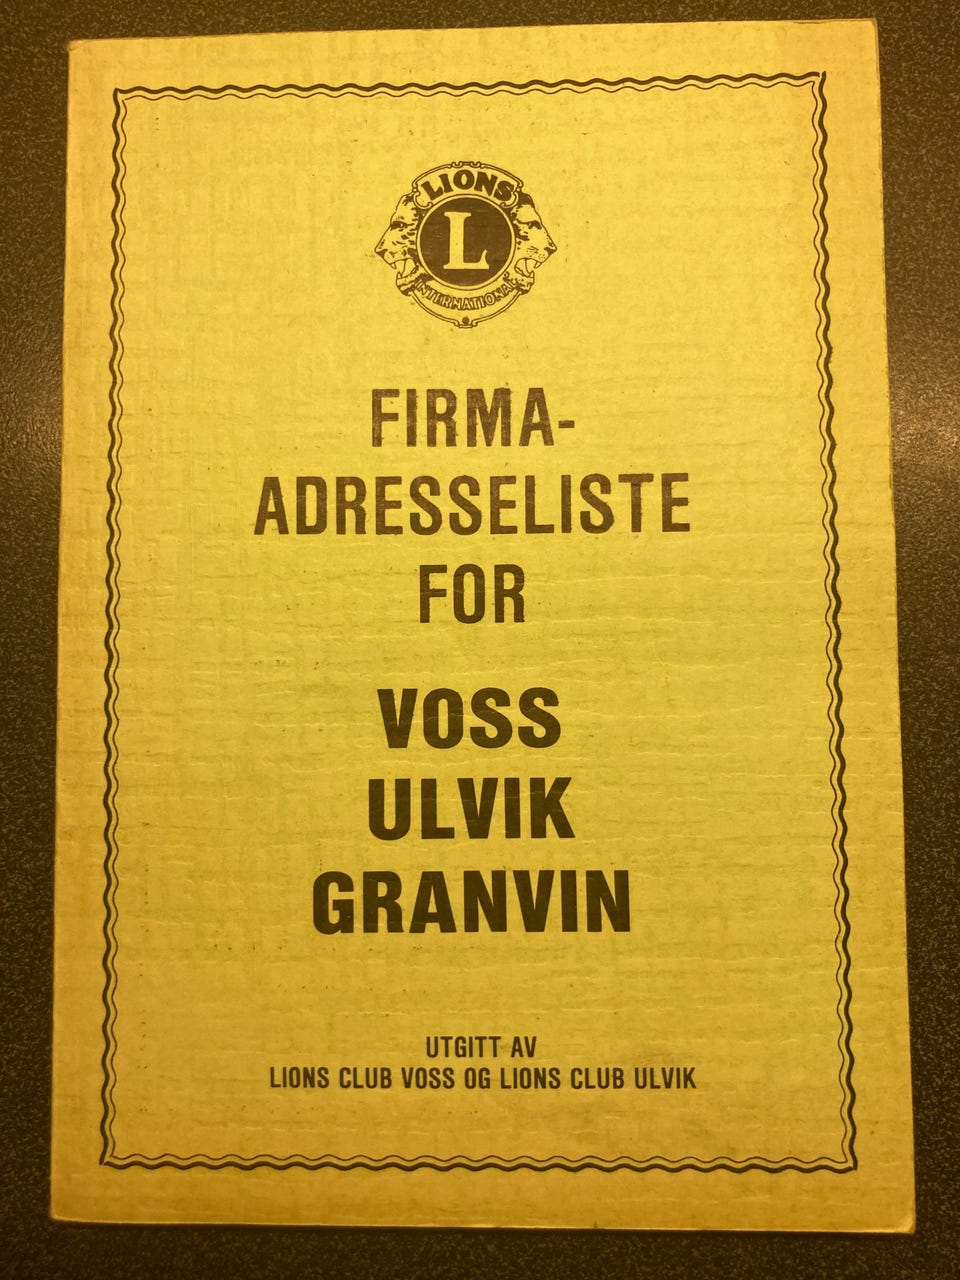 LIONS
L
INTERNATIONAL
FIRMA-
ADRESSELISTE
FOR
VOSS
ULVIK
GRANVIN
UTGITT AV
LIONS CLUB VOSS OG LIONS CLUB ULVIK